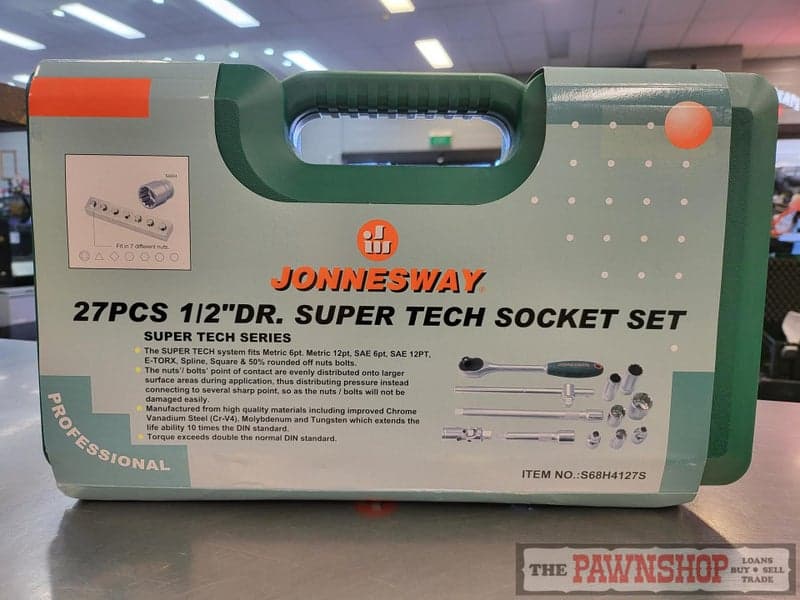 Fit in 7 different nuts.
JONNESWAY
27PCS 1/2"DR. SUPER TECH SOCKET SET
SUPER TECH SERIES
The SUPER TECH system fits Metric 6pt. Metric 12pt, SAE 6pt, SAE 12PT,
E-TORX, Spline, Square & 50% rounded off nuts bolts.
The nuts'/ bolts' point of contact are evenly distributed onto larger
surface areas during application, thus distributing pressure instead
connecting to several sharp point, so as the nuts / bolts will not be
damaged easily.
Manufactured from high quality materials including improved Chrome
Vanadium Steel (Cr-V4), Molybdenum and Tungsten which extends the
life ability 10 times the DIN standard.
Torque exceeds double the normal DIN standard.
JONNESWAY
PROFESSIONAL
ITEM NO.:S68H4127S
THE PAWNSHOP
LOANS
BUY • SELL
TRADE